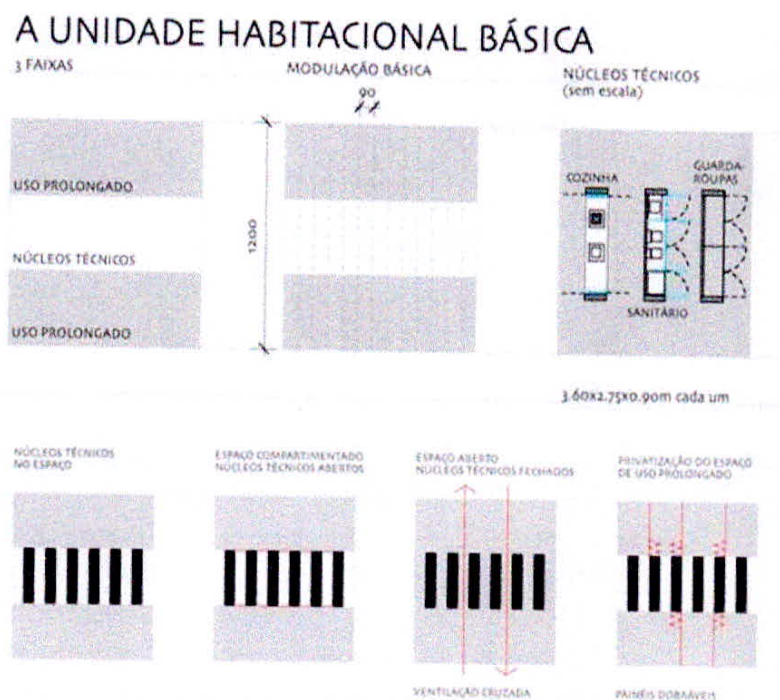 A UNIDADE HABITACIONAL BÁSICA
3 FAIXAS
MODULAÇÃO BÁSICA
NÚCLEOS TÉCNICOS
(sem escala)
90
USO PROLONGADO
NÚCLEOS TÉCNICOS
USO PROLONGADO
1200
COZINHA
GUARDA-
ROUPAS
SANITÁRIO
3.60x2.75x0.90m cada um
NÚCLEOS TÉCNICOS
NO ESPAÇO
ESPAÇO COMPARTIMENTADO
NÚCLEOS TÉCNICOS ABERTOS
ESPAÇO ABERTO
NÚCLEOS TÉCNICOS FECHADOS
PRIVATIZAÇÃO DO ESPAÇO
DE USO PROLONGADO
VENTILAÇÃO CRUZADA
PAINÉIS DOBRÁVEIS